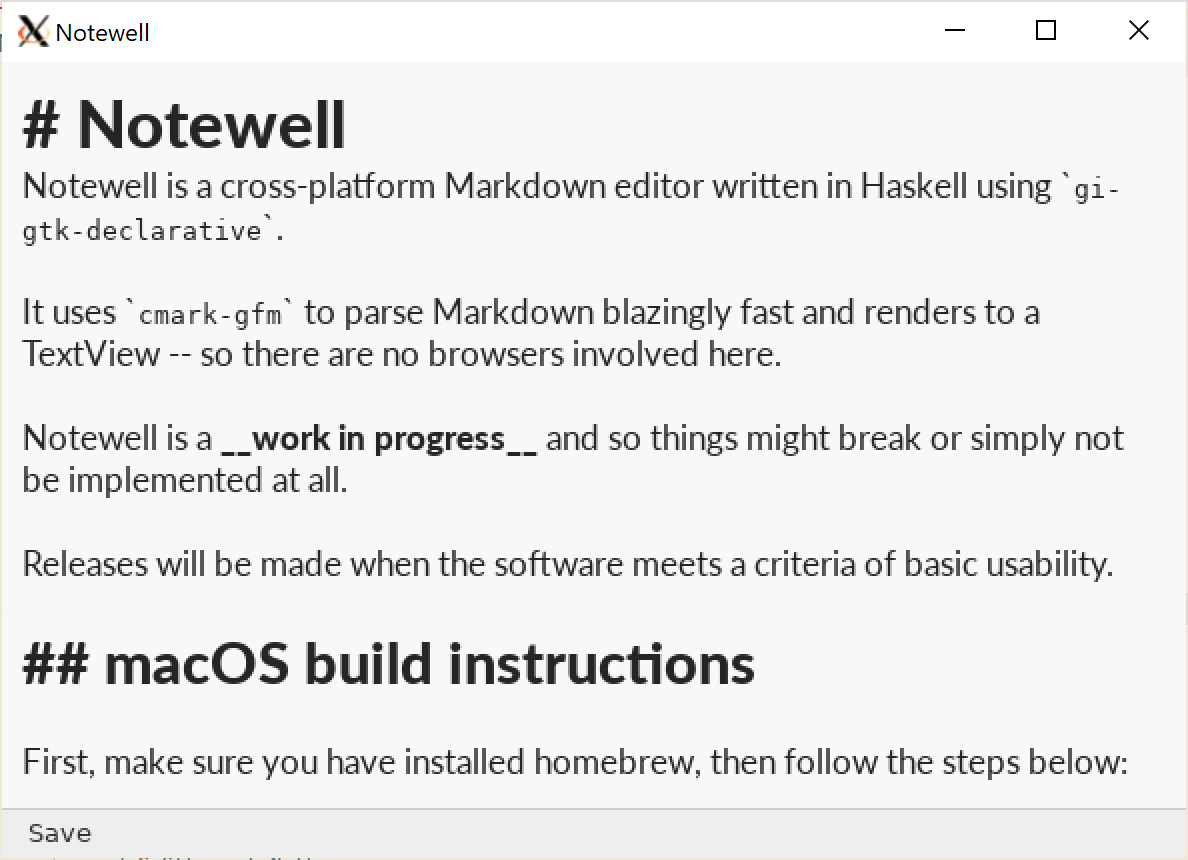 Notewell
# Notewell
Notewell is a cross-platform Markdown editor written in Haskell using `gi-
gtk-declarative`.
It uses `cmark-gfm` to parse Markdown blazingly fast and renders to a
TextView -- so there are no browsers involved here.
Notewell is a __work in progress__ and so things might break or simply not
be implemented at all.
Releases will be made when the software meets a criteria of basic usability.
## macOS build instructions
First, make sure you have installed homebrew, then follow the steps below:
Save